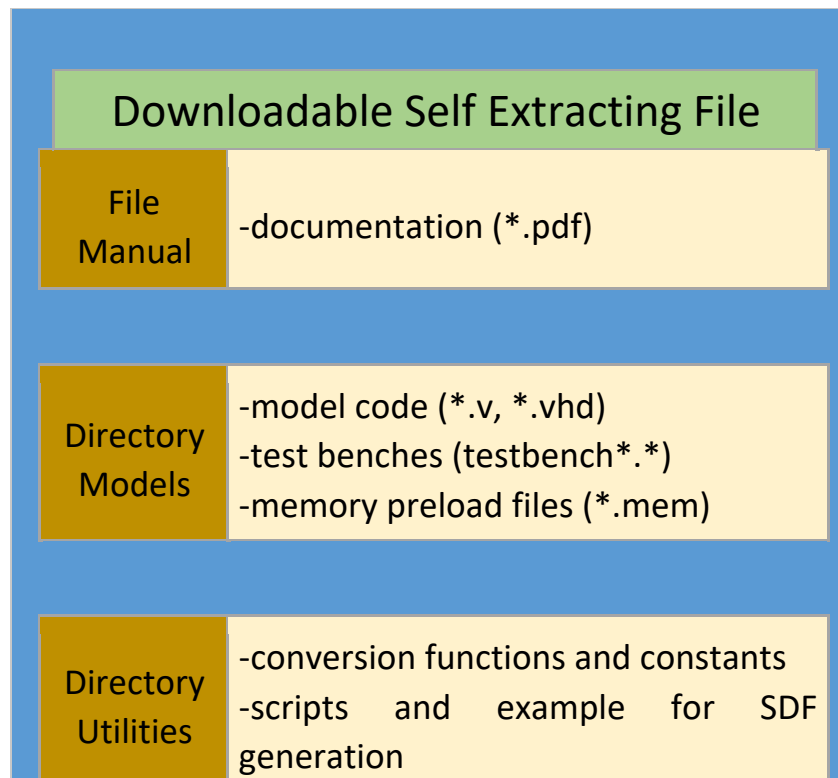 Downloadable Self Extracting File
File
Manual
-documentation (*.pdf)
Directory
Models
-model code (*.v, *.vhd)
-test benches (testbench*.*)
-memory preload files (*.mem)
Directory
Utilities
-conversion functions and constants
-scripts and example for SDF
generation